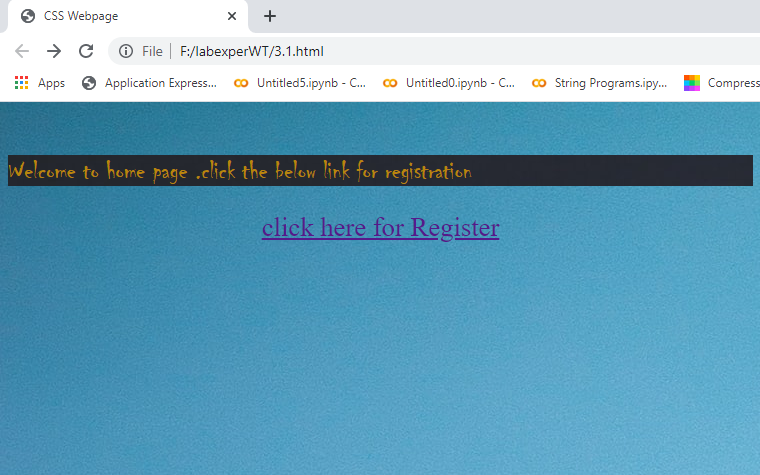 CSS Webpage
File F:/labexperWT/3.1.html
Apps Application Expres... Untitled5.ipynb - C... Untitled0.ipynb - C... String Programs.ipy... Compress
Welcome to home page .click the below link for registration
click here for Register